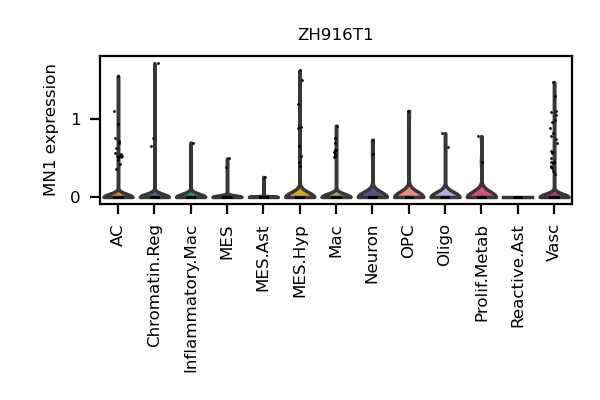 ZH916T1
MN1 expression
1
0
AC
Chromatin.Reg
Inflammatory.Mac
MES
MES.Ast
MES.Hyp
Mac
Neuron
OPC
Oligo
Prolif.Metab
Reactive.Ast
Vasc